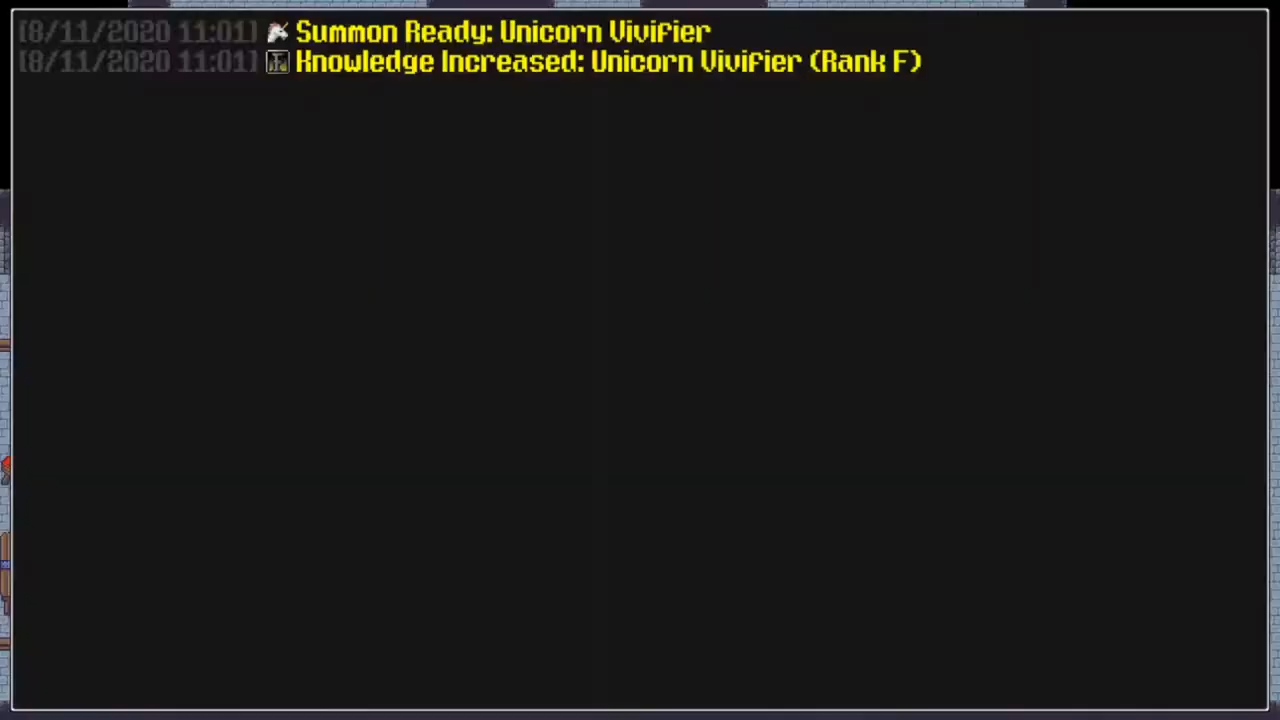 [8/11/2020 11:01] Summon Ready: Unicorn Vivifier
[8/11/2020 11:01] Knowledge Increased: Unicorn Vivifier (Rank F)